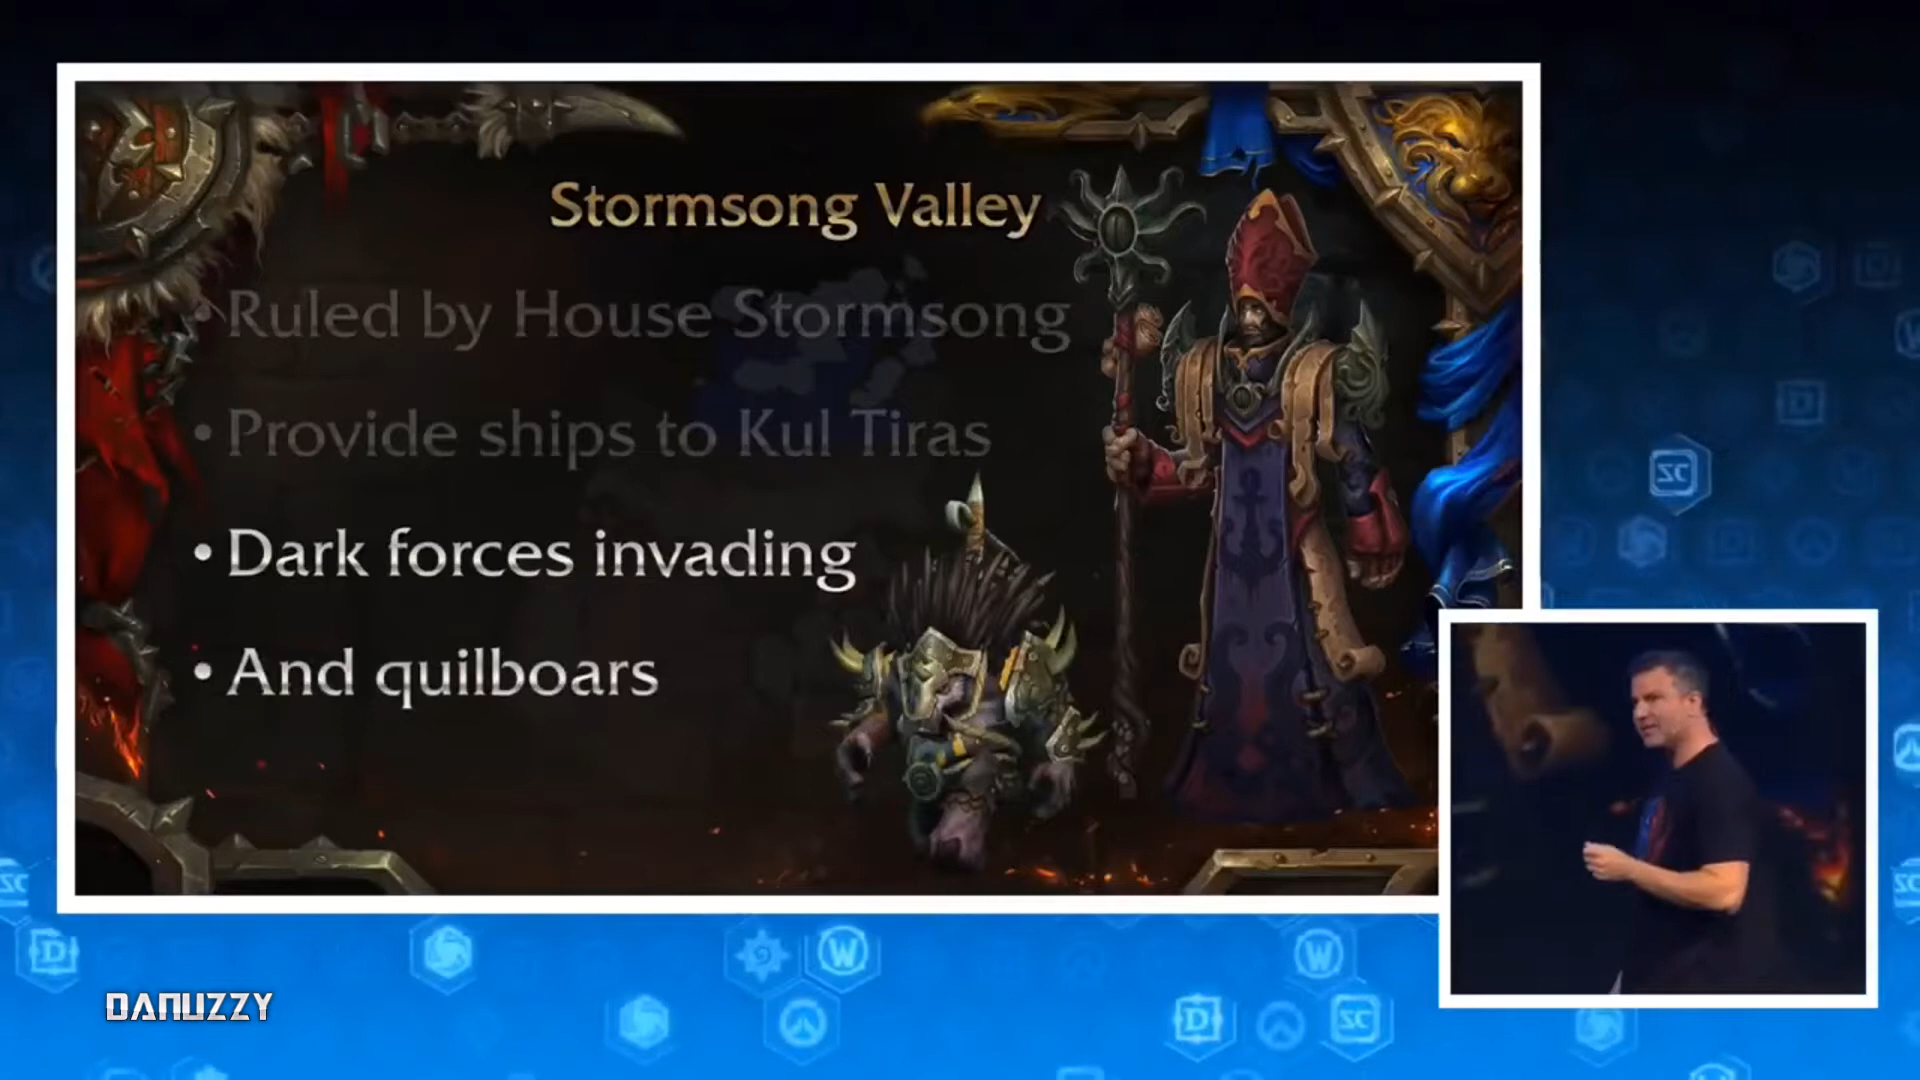 Stormsong Valley
• Ruled by House Stormsong
• Provide ships to Kul Tiras
• Dark forces invading
• And quilboars
DANUZZY